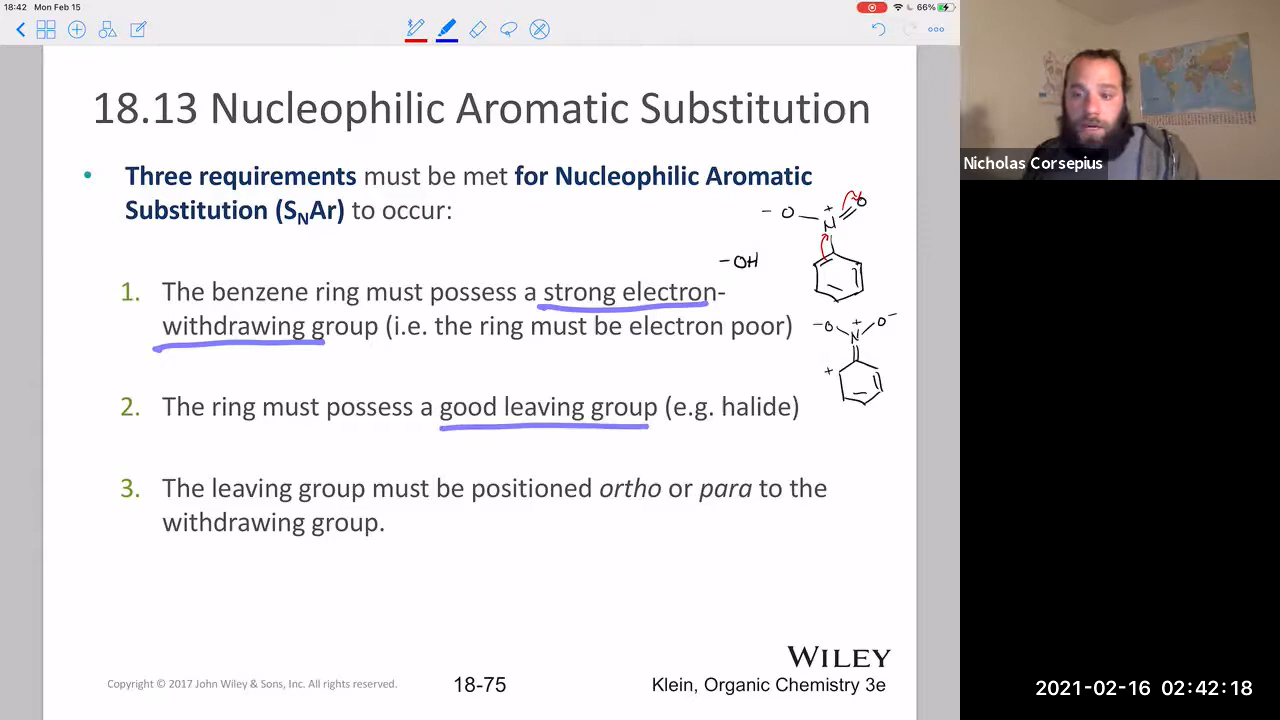 18:42 Mon Feb 15
66%
18.13 Nucleophilic Aromatic Substitution
• Three requirements must be met for Nucleophilic Aromatic
Substitution (SNAr) to occur:
1. The benzene ring must possess a strong electron-
withdrawing group (i.e. the ring must be electron poor)
2. The ring must possess a good leaving group (e.g. halide)
3. The leaving group must be positioned ortho or para to the
withdrawing group.
- O + N O
- OH
- O + N O -
+
WILEY
Copyright © 2017 John Wiley & Sons, Inc. All rights reserved.
18-75
Klein, Organic Chemistry 3e
Nicholas Corsepius
2021-02-16 02:42:18